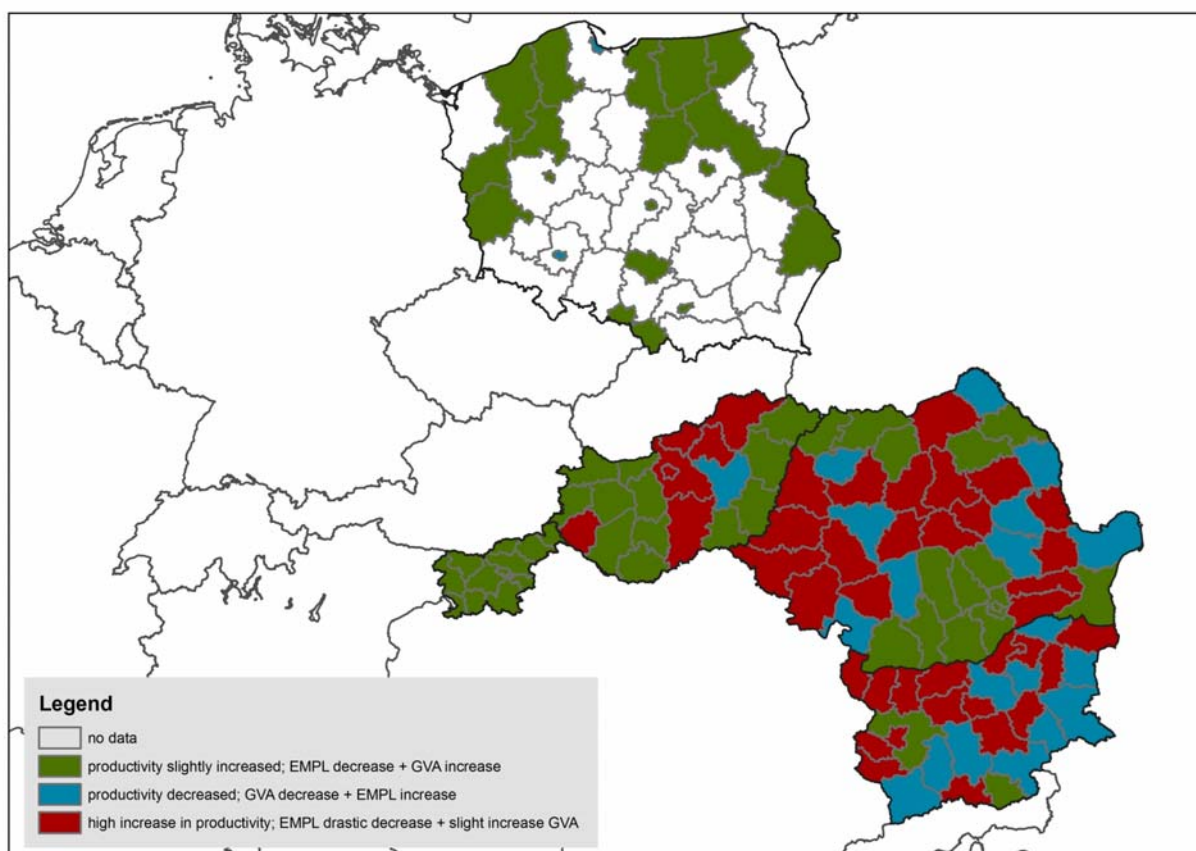 Legend
no data
productivity slightly increased; EMPL decrease + GVA increase
productivity decreased; GVA decrease + EMPL increase
high increase in productivity; EMPL drastic decrease + slight increase GVA